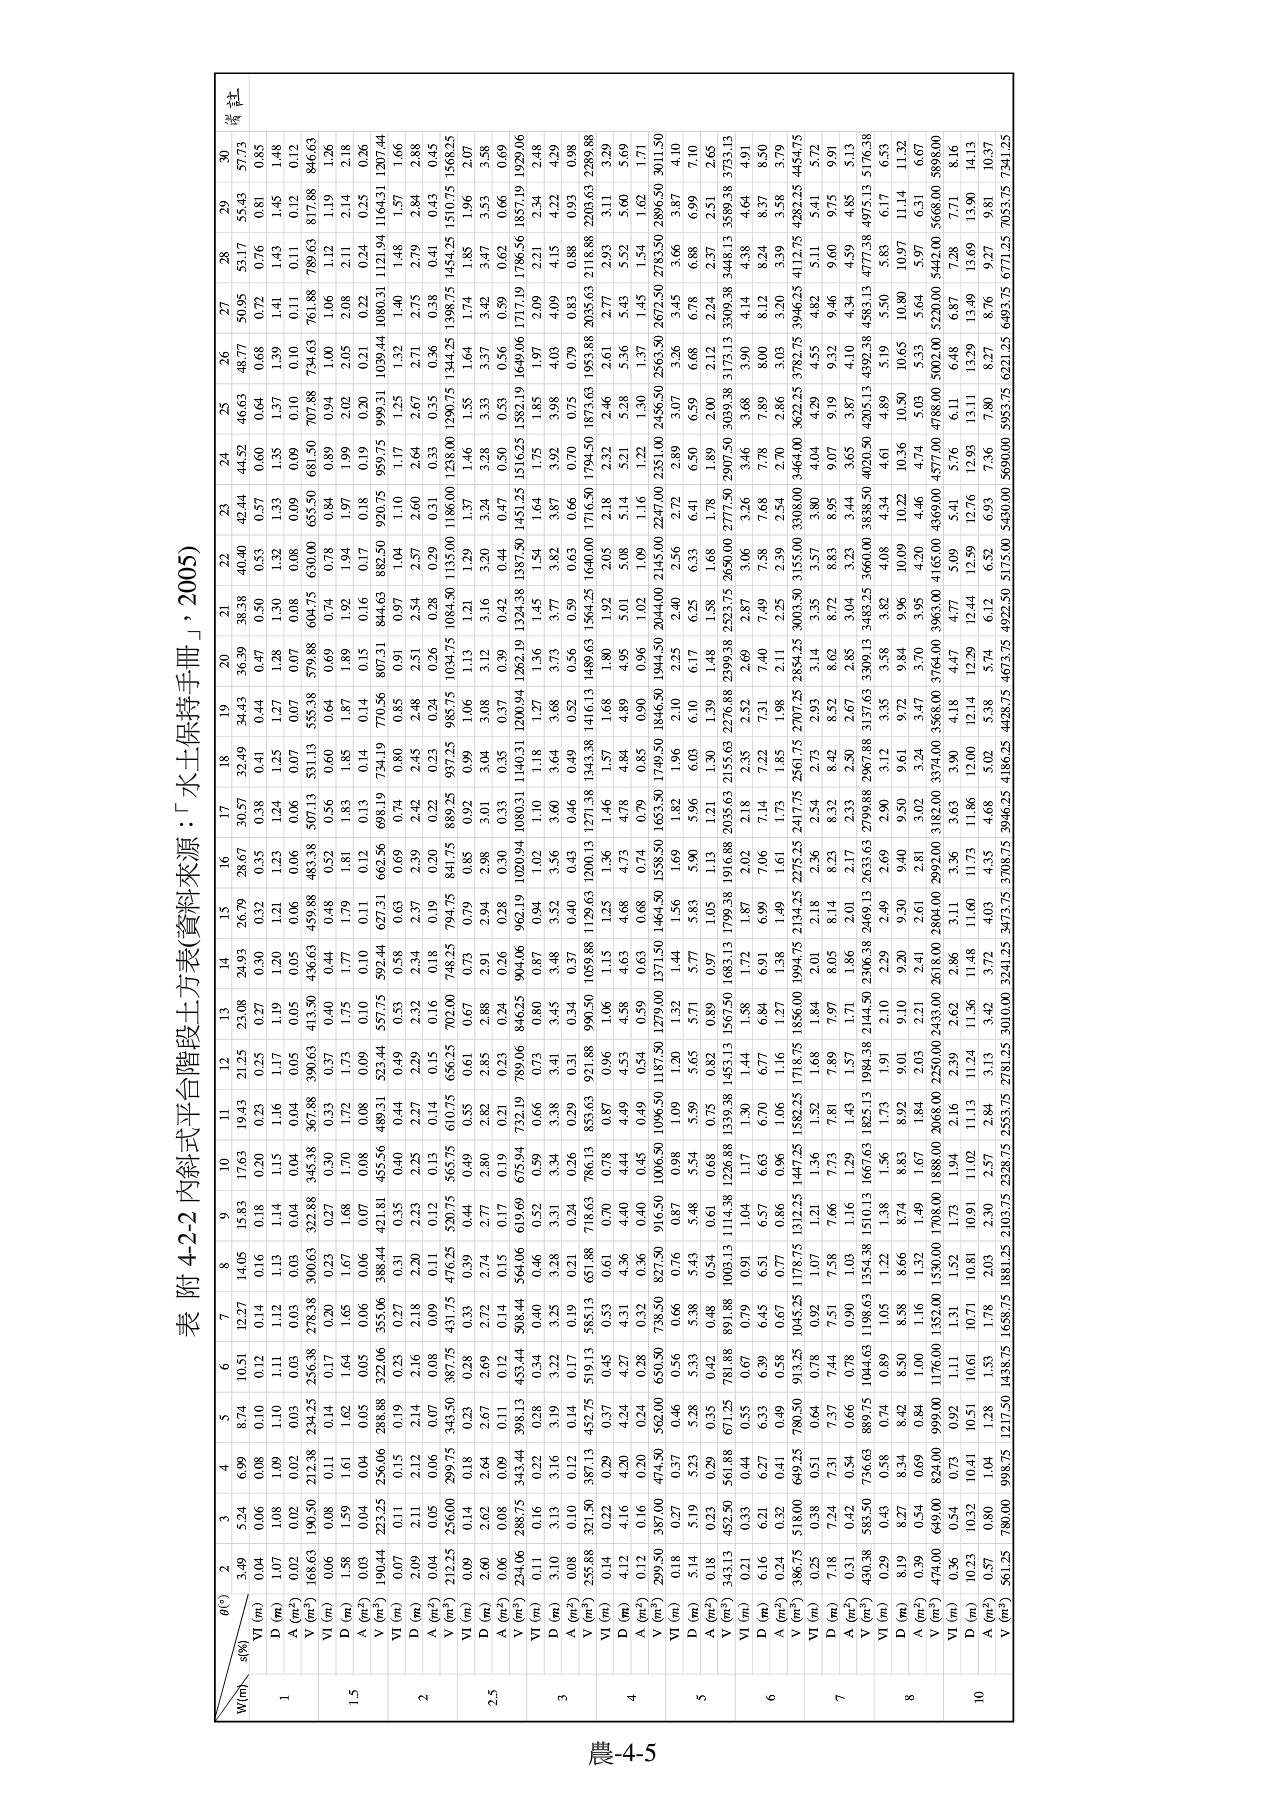 表 附 4-2-2 內斜式平台階段土方表(資料來源：「水土保持手冊」，2005)
θ(°) 2 3 4 5 6 7 8 9 10 11 12 13 14 15 16 17 18 19 20 21 22 23 24 25 26 27 28 29 30 備註
W(m) s(%) 3.49 5.24 6.99 8.74 10.51 12.27 14.05 15.83 17.63 19.43 21.25 23.08 24.93 26.79 28.67 30.57 32.49 34.43 36.39 38.38 40.40 42.44 44.52 46.63 48.77 50.95 53.17 55.43 57.73
VI (m) 0.04 0.06 0.08 0.10 0.12 0.14 0.16 0.18 0.20 0.23 0.25 0.27 0.30 0.32 0.35 0.38 0.41 0.44 0.47 0.50 0.53 0.57 0.60 0.64 0.68 0.72 0.76 0.81 0.85
1 D (m) 1.07 1.08 1.09 1.10 1.11 1.12 1.13 1.14 1.15 1.16 1.17 1.19 1.20 1.21 1.23 1.24 1.25 1.27 1.28 1.30 1.32 1.33 1.35 1.37 1.39 1.41 1.43 1.45 1.48
A (m²) 0.02 0.02 0.02 0.03 0.03 0.03 0.03 0.04 0.04 0.04 0.05 0.05 0.05 0.06 0.06 0.06 0.07 0.07 0.07 0.08 0.08 0.09 0.09 0.10 0.10 0.11 0.11 0.12 0.12
V (m³) 168.63 190.50 212.38 234.25 256.38 278.38 300.63 322.88 345.38 367.88 390.63 413.50 436.63 459.88 483.38 507.13 531.13 555.38 579.88 604.75 630.00 655.50 681.50 707.88 734.63 761.88 789.63 817.88 846.63
VI (m) 0.06 0.08 0.11 0.14 0.17 0.20 0.23 0.27 0.30 0.33 0.37 0.40 0.44 0.48 0.52 0.56 0.60 0.64 0.69 0.74 0.78 0.84 0.89 0.94 1.00 1.06 1.12 1.19 1.26
1.5 D (m) 1.58 1.59 1.61 1.62 1.64 1.65 1.67 1.68 1.70 1.72 1.73 1.75 1.77 1.79 1.81 1.83 1.85 1.87 1.89 1.92 1.94 1.97 1.99 2.02 2.05 2.08 2.11 2.14 2.18
A (m²) 0.03 0.04 0.04 0.05 0.05 0.06 0.06 0.07 0.08 0.08 0.09 0.10 0.10 0.11 0.12 0.13 0.14 0.14 0.15 0.16 0.17 0.18 0.19 0.20 0.21 0.22 0.24 0.25 0.26
V (m³) 190.44 223.25 256.06 288.88 322.06 355.06 388.44 421.81 455.56 489.31 523.44 557.75 592.44 627.31 662.56 698.19 734.19 770.56 807.31 844.63 882.50 920.75 959.75 999.31 1039.44 1080.31 1121.94 1164.31 1207.44
VI (m) 0.07 0.11 0.15 0.19 0.23 0.27 0.31 0.35 0.40 0.44 0.49 0.53 0.58 0.63 0.69 0.74 0.80 0.85 0.91 0.97 1.04 1.10 1.17 1.25 1.32 1.40 1.48 1.57 1.66
2 D (m) 2.09 2.11 2.12 2.14 2.16 2.18 2.20 2.23 2.25 2.27 2.29 2.32 2.34 2.37 2.39 2.42 2.45 2.48 2.51 2.54 2.57 2.60 2.64 2.67 2.71 2.75 2.79 2.84 2.88
A (m²) 0.04 0.05 0.06 0.07 0.08 0.09 0.11 0.12 0.13 0.14 0.15 0.16 0.18 0.19 0.20 0.22 0.23 0.24 0.26 0.28 0.29 0.31 0.33 0.35 0.36 0.38 0.41 0.43 0.45
V (m³) 212.25 256.00 299.75 343.50 387.75 431.75 476.25 520.75 565.75 610.75 656.25 702.00 748.25 794.75 841.75 889.25 937.25 985.75 1034.75 1084.50 1135.00 1186.00 1238.00 1290.75 1344.25 1398.75 1454.25 1510.75 1568.25
VI (m) 0.09 0.14 0.18 0.23 0.28 0.33 0.39 0.44 0.49 0.55 0.61 0.67 0.73 0.79 0.85 0.92 0.99 1.06 1.13 1.21 1.29 1.37 1.46 1.55 1.64 1.74 1.85 1.96 2.07
2.5 D (m) 2.60 2.62 2.64 2.67 2.69 2.72 2.74 2.77 2.80 2.82 2.85 2.88 2.91 2.94 2.98 3.01 3.04 3.08 3.12 3.16 3.20 3.24 3.28 3.33 3.37 3.42 3.47 3.53 3.58
A (m²) 0.06 0.08 0.09 0.11 0.12 0.14 0.15 0.17 0.19 0.21 0.23 0.24 0.26 0.28 0.30 0.33 0.35 0.37 0.39 0.42 0.44 0.47 0.50 0.53 0.56 0.59 0.62 0.66 0.69
V (m³) 234.06 288.75 343.44 398.13 453.44 508.44 564.06 619.69 675.94 732.19 789.06 846.25 904.06 962.19 1020.94 1080.31 1140.31 1200.94 1262.19 1324.38 1387.50 1451.25 1516.25 1582.19 1649.06 1717.19 1786.56 1857.19 1929.06
VI (m) 0.11 0.16 0.22 0.28 0.34 0.40 0.46 0.52 0.59 0.66 0.73 0.80 0.87 0.94 1.02 1.10 1.18 1.27 1.36 1.45 1.54 1.64 1.75 1.85 1.97 2.09 2.21 2.34 2.48
3 D (m) 3.10 3.13 3.16 3.19 3.22 3.25 3.28 3.31 3.34 3.38 3.41 3.45 3.48 3.52 3.56 3.60 3.64 3.68 3.73 3.77 3.82 3.87 3.92 3.98 4.03 4.09 4.15 4.22 4.29
A (m²) 0.08 0.10 0.12 0.14 0.17 0.19 0.21 0.24 0.26 0.29 0.31 0.34 0.37 0.40 0.43 0.46 0.49 0.52 0.56 0.59 0.63 0.66 0.70 0.75 0.79 0.83 0.88 0.93 0.98
V (m³) 255.88 321.50 387.13 452.75 519.13 585.13 651.88 718.63 786.13 853.63 921.88 990.50 1059.88 1129.63 1200.13 1271.38 1343.38 1416.13 1489.63 1564.25 1640.00 1716.50 1794.50 1873.63 1953.88 2035.63 2118.88 2203.63 2289.88
VI (m) 0.14 0.22 0.29 0.37 0.45 0.53 0.61 0.70 0.78 0.87 0.96 1.06 1.15 1.25 1.36 1.46 1.57 1.68 1.80 1.92 2.05 2.18 2.32 2.46 2.61 2.77 2.93 3.11 3.29
4 D (m) 4.12 4.16 4.20 4.24 4.27 4.31 4.36 4.40 4.44 4.49 4.53 4.58 4.63 4.68 4.73 4.78 4.84 4.89 4.95 5.01 5.08 5.14 5.21 5.28 5.36 5.43 5.52 5.60 5.69
A (m²) 0.12 0.16 0.20 0.24 0.28 0.32 0.36 0.40 0.45 0.49 0.54 0.59 0.63 0.68 0.74 0.79 0.85 0.90 0.96 1.02 1.09 1.16 1.22 1.30 1.37 1.45 1.54 1.62 1.71
V (m³) 299.50 387.00 474.50 562.00 650.50 738.50 827.50 916.50 1006.50 1096.50 1187.50 1279.00 1371.50 1464.50 1558.50 1653.50 1749.50 1846.50 1944.50 2044.00 2145.00 2247.00 2351.00 2456.50 2563.50 2672.50 2783.50 2896.50 3011.50
VI (m) 0.18 0.27 0.37 0.46 0.56 0.66 0.76 0.87 0.98 1.09 1.20 1.32 1.44 1.56 1.69 1.82 1.96 2.10 2.25 2.40 2.56 2.72 2.89 3.07 3.26 3.45 3.66 3.87 4.10
5 D (m) 5.14 5.19 5.23 5.28 5.33 5.38 5.43 5.48 5.54 5.59 5.65 5.71 5.77 5.83 5.90 5.96 6.03 6.10 6.17 6.25 6.33 6.41 6.50 6.59 6.68 6.78 6.88 6.99 7.10
A (m²) 0.18 0.23 0.29 0.35 0.42 0.48 0.54 0.61 0.68 0.75 0.82 0.89 0.97 1.05 1.13 1.21 1.30 1.39 1.48 1.58 1.68 1.78 1.89 2.00 2.12 2.24 2.37 2.51 2.65
V (m³) 343.13 452.50 561.88 671.25 781.88 891.88 1003.13 1114.38 1226.88 1339.38 1453.13 1567.50 1683.13 1799.38 1916.88 2035.63 2155.63 2276.88 2399.38 2523.75 2650.00 2777.50 2907.50 3039.38 3173.13 3309.38 3448.13 3589.38 3733.13
VI (m) 0.21 0.33 0.44 0.55 0.67 0.79 0.91 1.04 1.17 1.30 1.44 1.58 1.72 1.87 2.02 2.18 2.35 2.52 2.69 2.87 3.06 3.26 3.46 3.68 3.90 4.14 4.38 4.64 4.91
6 D (m) 6.16 6.21 6.27 6.33 6.39 6.45 6.51 6.57 6.63 6.70 6.77 6.84 6.91 6.99 7.06 7.14 7.22 7.31 7.40 7.49 7.58 7.68 7.78 7.89 8.00 8.12 8.24 8.37 8.50
A (m²) 0.24 0.32 0.41 0.49 0.58 0.67 0.77 0.86 0.96 1.06 1.16 1.27 1.38 1.49 1.61 1.73 1.85 1.98 2.11 2.25 2.39 2.54 2.70 2.86 3.03 3.20 3.39 3.58 3.79
V (m³) 386.75 518.00 649.25 780.50 913.25 1045.25 1178.75 1312.25 1447.25 1582.25 1718.75 1856.00 1994.75 2134.25 2275.25 2417.75 2561.75 2707.25 2854.25 3003.50 3155.00 3308.00 3464.00 3622.25 3782.75 3946.25 4112.75 4282.25 4454.75
VI (m) 0.25 0.38 0.51 0.64 0.78 0.92 1.07 1.21 1.36 1.52 1.68 1.84 2.01 2.18 2.36 2.54 2.73 2.93 3.14 3.35 3.57 3.80 4.04 4.29 4.55 4.82 5.11 5.41 5.72
7 D (m) 7.18 7.24 7.31 7.37 7.44 7.51 7.58 7.66 7.73 7.81 7.89 7.97 8.05 8.14 8.23 8.32 8.42 8.52 8.62 8.72 8.83 8.95 9.07 9.19 9.32 9.46 9.60 9.75 9.91
A (m²) 0.31 0.42 0.54 0.66 0.78 0.90 1.03 1.16 1.29 1.43 1.57 1.71 1.86 2.01 2.17 2.33 2.50 2.67 2.85 3.04 3.23 3.44 3.65 3.87 4.10 4.34 4.59 4.85 5.13
V (m³) 430.38 583.50 736.63 889.75 1044.63 1198.63 1354.38 1510.13 1667.63 1825.13 1984.38 2144.50 2306.38 2469.13 2633.63 2799.88 2967.88 3137.63 3309.13 3483.25 3660.00 3838.50 4020.50 4205.13 4392.38 4583.13 4777.38 4975.13 5176.38
VI (m) 0.29 0.43 0.58 0.74 0.89 1.05 1.22 1.38 1.56 1.73 1.91 2.10 2.29 2.49 2.69 2.90 3.12 3.35 3.58 3.82 4.08 4.34 4.61 4.89 5.19 5.50 5.83 6.17 6.53
8 D (m) 8.19 8.27 8.34 8.42 8.50 8.58 8.66 8.74 8.83 8.92 9.01 9.10 9.20 9.30 9.40 9.50 9.61 9.72 9.84 9.96 10.09 10.22 10.36 10.50 10.65 10.80 10.97 11.14 11.32
A (m²) 0.39 0.54 0.69 0.84 1.00 1.16 1.32 1.49 1.67 1.84 2.03 2.21 2.41 2.61 2.81 3.02 3.24 3.47 3.70 3.95 4.20 4.46 4.74 5.03 5.33 5.64 5.97 6.31 6.67
V (m³) 474.00 649.00 824.00 999.00 1176.00 1352.00 1530.00 1708.00 1888.00 2068.00 2250.00 2433.00 2618.00 2804.00 2992.00 3182.00 3374.00 3568.00 3764.00 3963.00 4165.00 4369.00 4577.00 4788.00 5002.00 5220.00 5442.00 5668.00 5898.00
VI (m) 0.36 0.54 0.73 0.92 1.11 1.31 1.52 1.73 1.94 2.16 2.39 2.62 2.86 3.11 3.36 3.63 3.90 4.18 4.47 4.77 5.09 5.41 5.76 6.11 6.48 6.87 7.28 7.71 8.16
10 D (m) 10.23 10.32 10.41 10.51 10.61 10.71 10.81 10.91 11.02 11.13 11.24 11.36 11.48 11.60 11.73 11.86 12.00 12.14 12.29 12.44 12.59 12.76 12.93 13.11 13.29 13.49 13.69 13.90 14.13
A (m²) 0.57 0.80 1.04 1.28 1.53 1.78 2.03 2.30 2.57 2.84 3.13 3.42 3.72 4.03 4.35 4.68 5.02 5.38 5.74 6.12 6.52 6.93 7.36 7.80 8.27 8.76 9.27 9.81 10.37
V (m³) 561.25 780.00 998.75 1217.50 1438.75 1658.75 1881.25 2103.75 2328.75 2553.75 2781.25 3010.00 3241.25 3473.75 3708.75 3946.25 4186.25 4428.75 4673.75 4922.50 5175.00 5430.00 5690.00 5953.75 6221.25 6493.75 6771.25 7053.75 7341.25
農-4-5